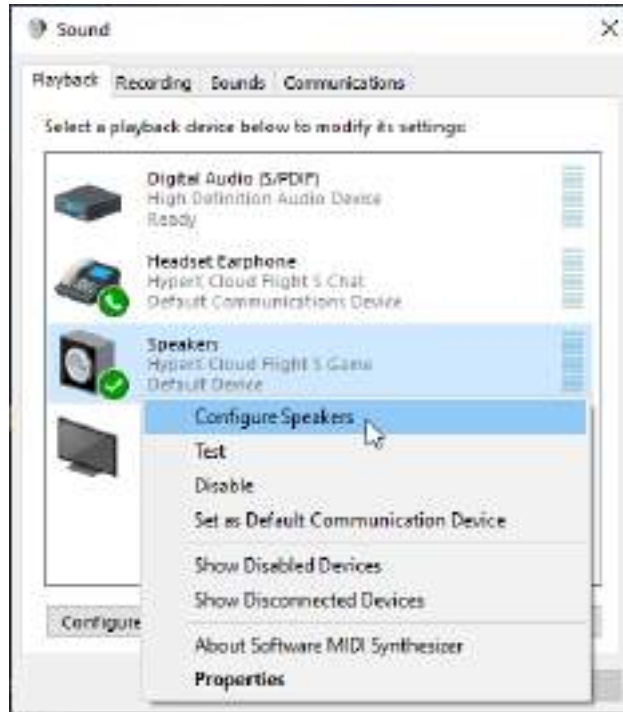 Sound
Playback Recording Sounds Communications
Select a playback device below to modify its settings:
Digital Audio (S/PDIF)
High Definition Audio Device
Ready
Headset Earphone
HyperX Cloud Flight S Chat
Default Communications Device
Speakers
HyperX Cloud Flight S Game
Default Device
Configure Speakers
Test
Disable
Set as Default Communication Device
Show Disabled Devices
Show Disconnected Devices
Configure
About Software MIDI Synthesizer
Properties